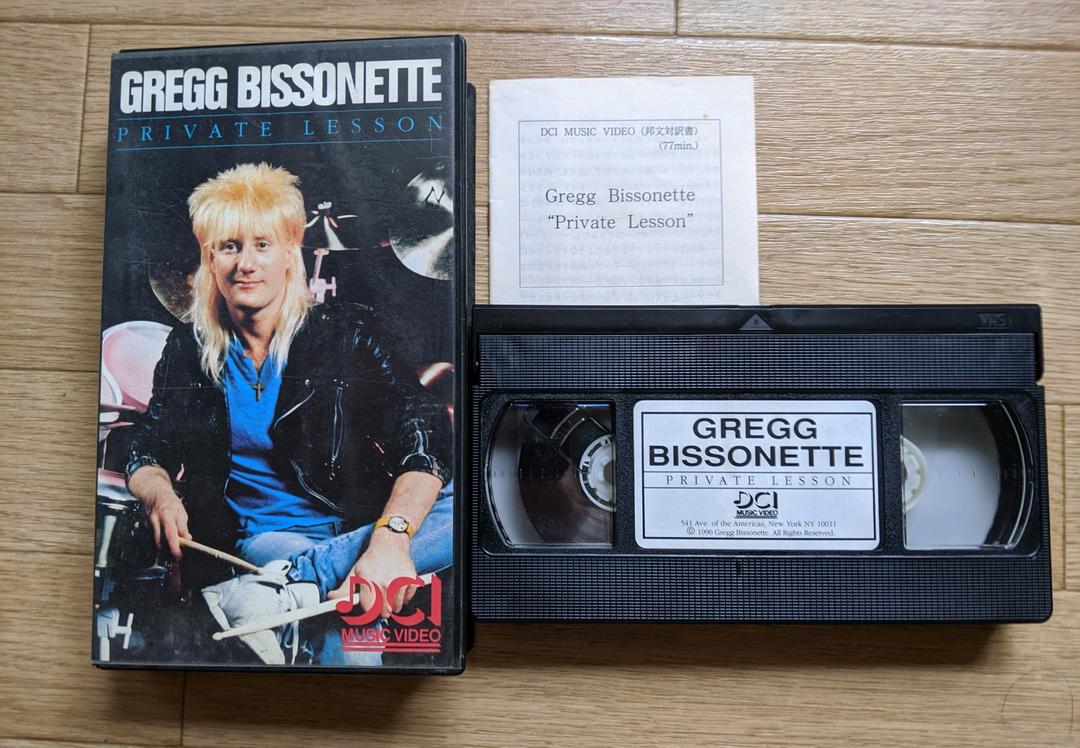 GREGG BISSONETTE
PRIVATE LESSON
DCI
MUSIC VIDEO
DCI MUSIC VIDEO (邦文対訳書)
(77min.)
Gregg Bissonette
“Private Lesson”
VHS
GREGG
BISSONETTE
PRIVATE LESSON
DCI
MUSIC VIDEO
541 Ave. of the Americas, New York NY 10011
© 1990 Gregg Bissonette. All Rights Reserved.